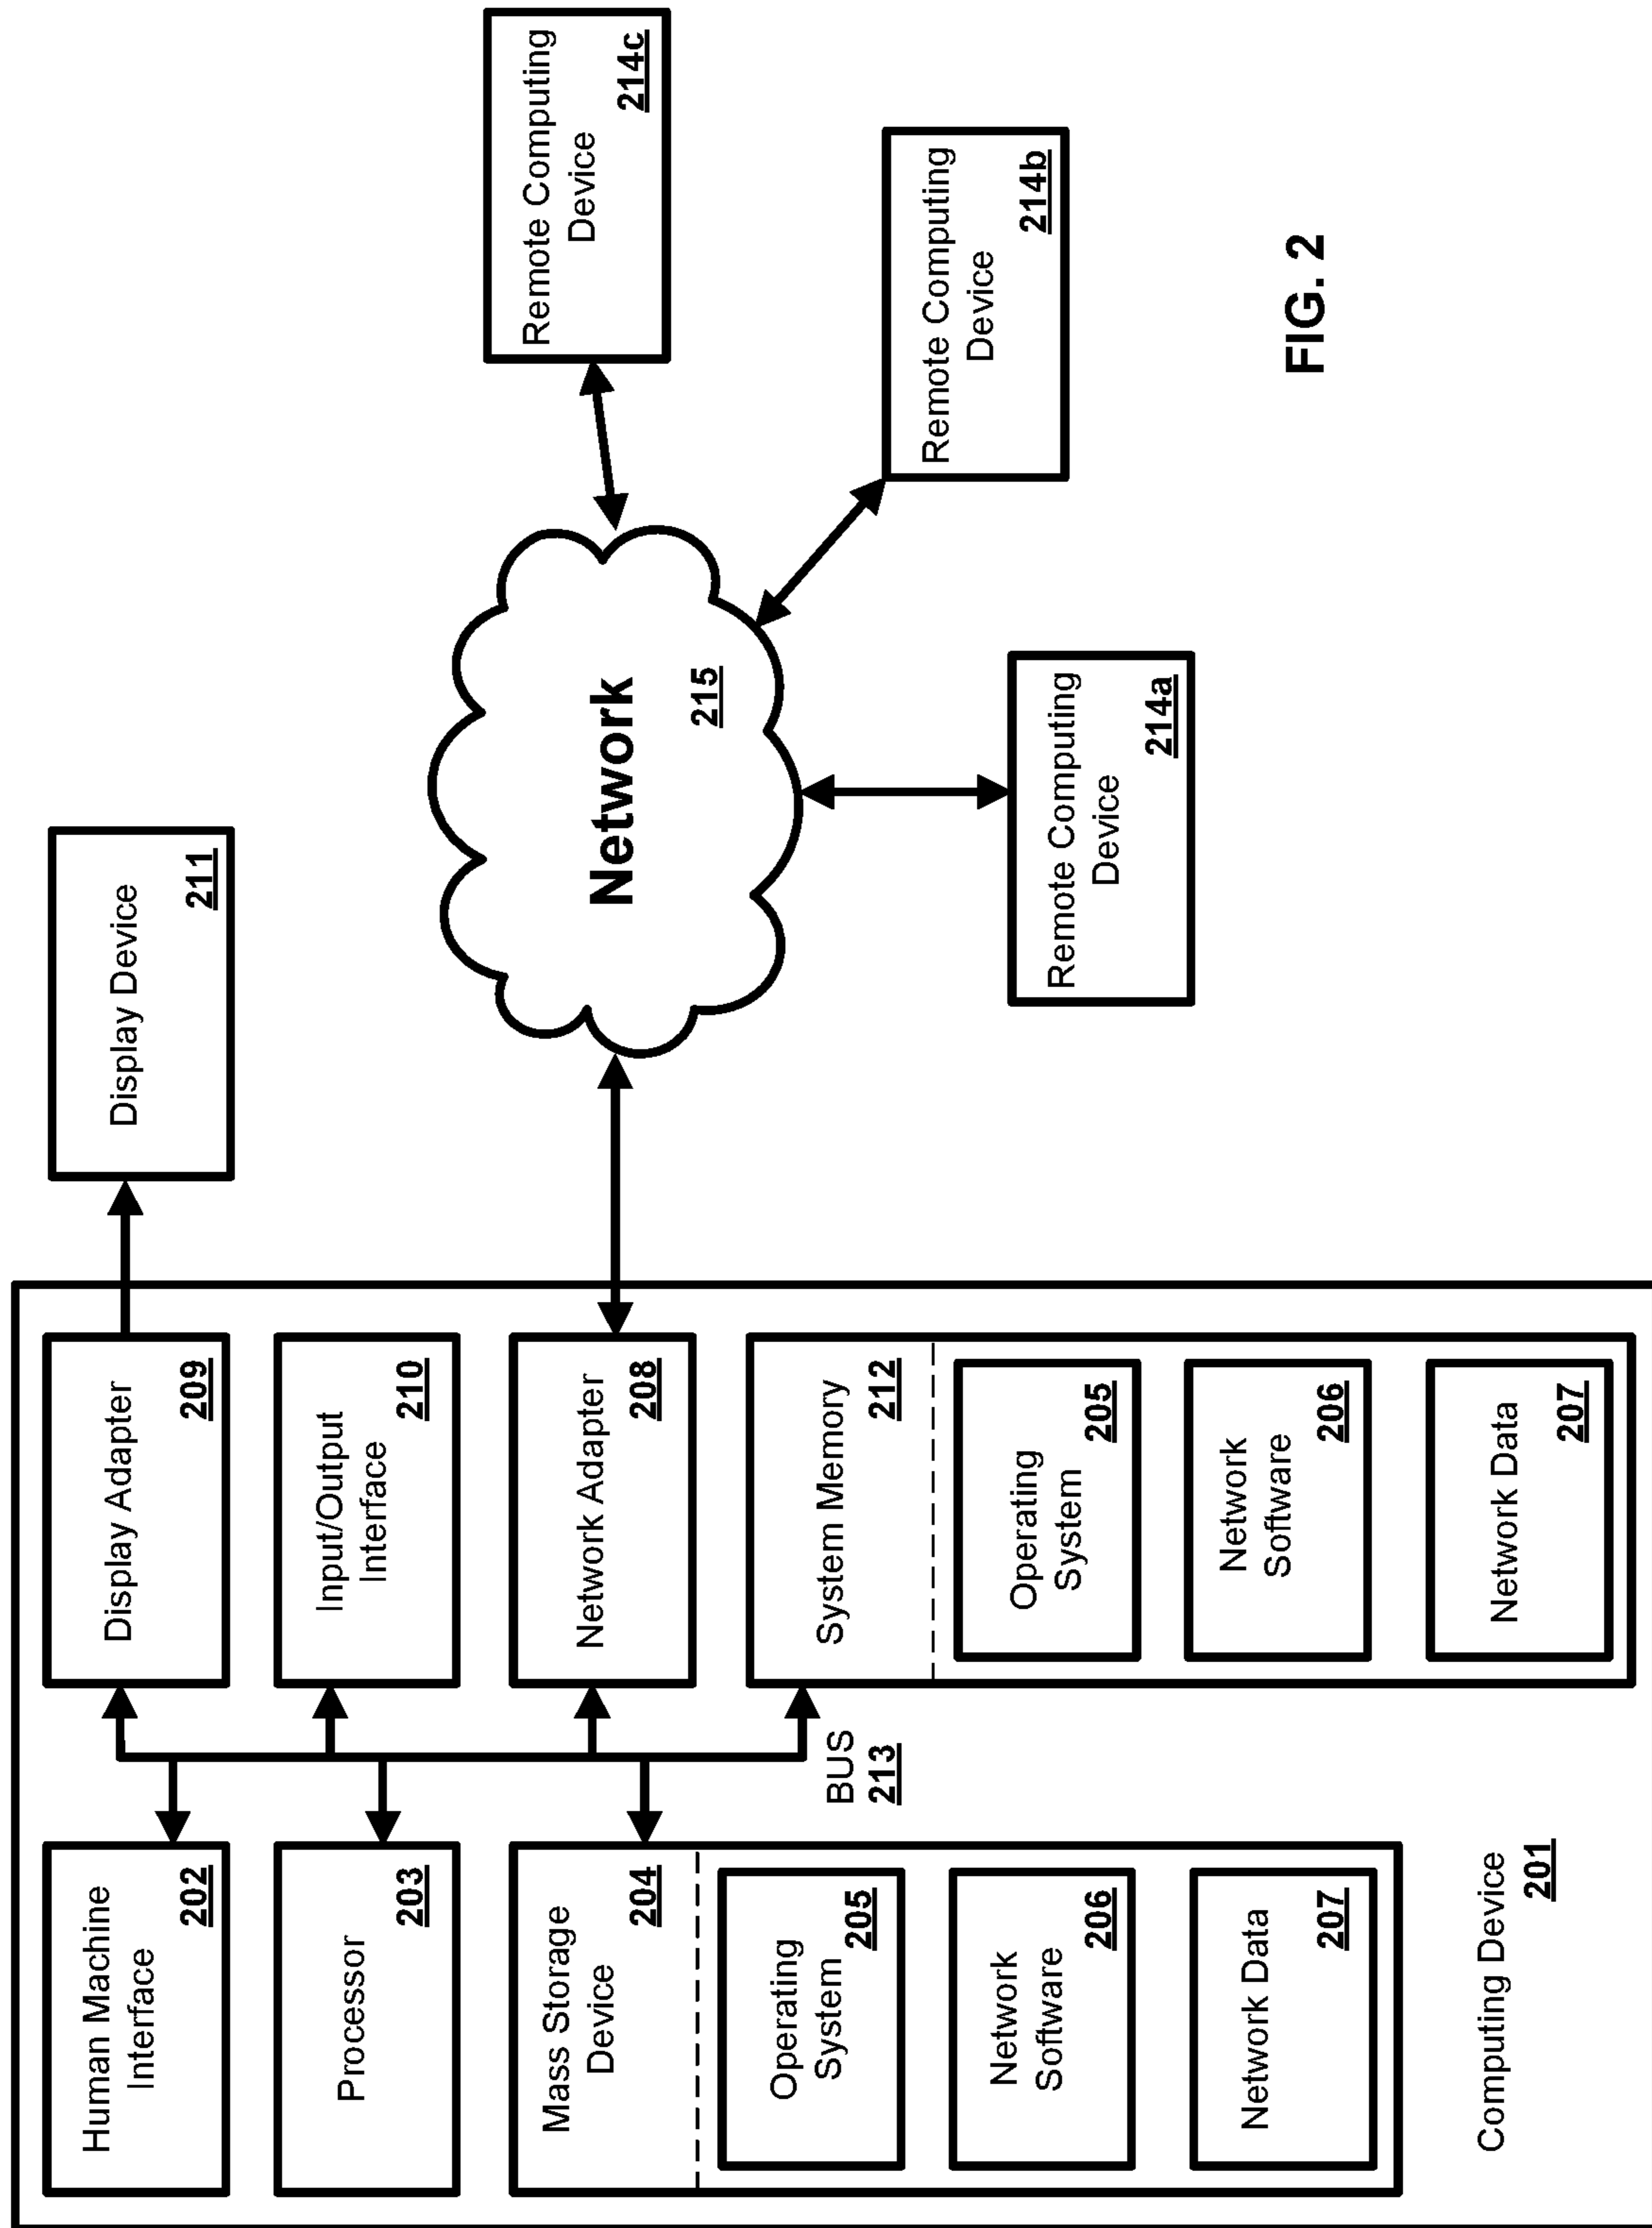 Human Machine
Interface
202
Processor
203
Mass Storage
Device
204
Operating
System
205
Network
Software
206
Network Data
207
Computing Device
201
BUS
213
Display Adapter
209
Input/Output
Interface
210
Network Adapter
208
System Memory
212
Operating
System
205
Network
Software
206
Network Data
207
Display Device
211
Network
215
Remote Computing
Device
214a
Remote Computing
Device
214b
Remote Computing
Device
214c
FIG. 2